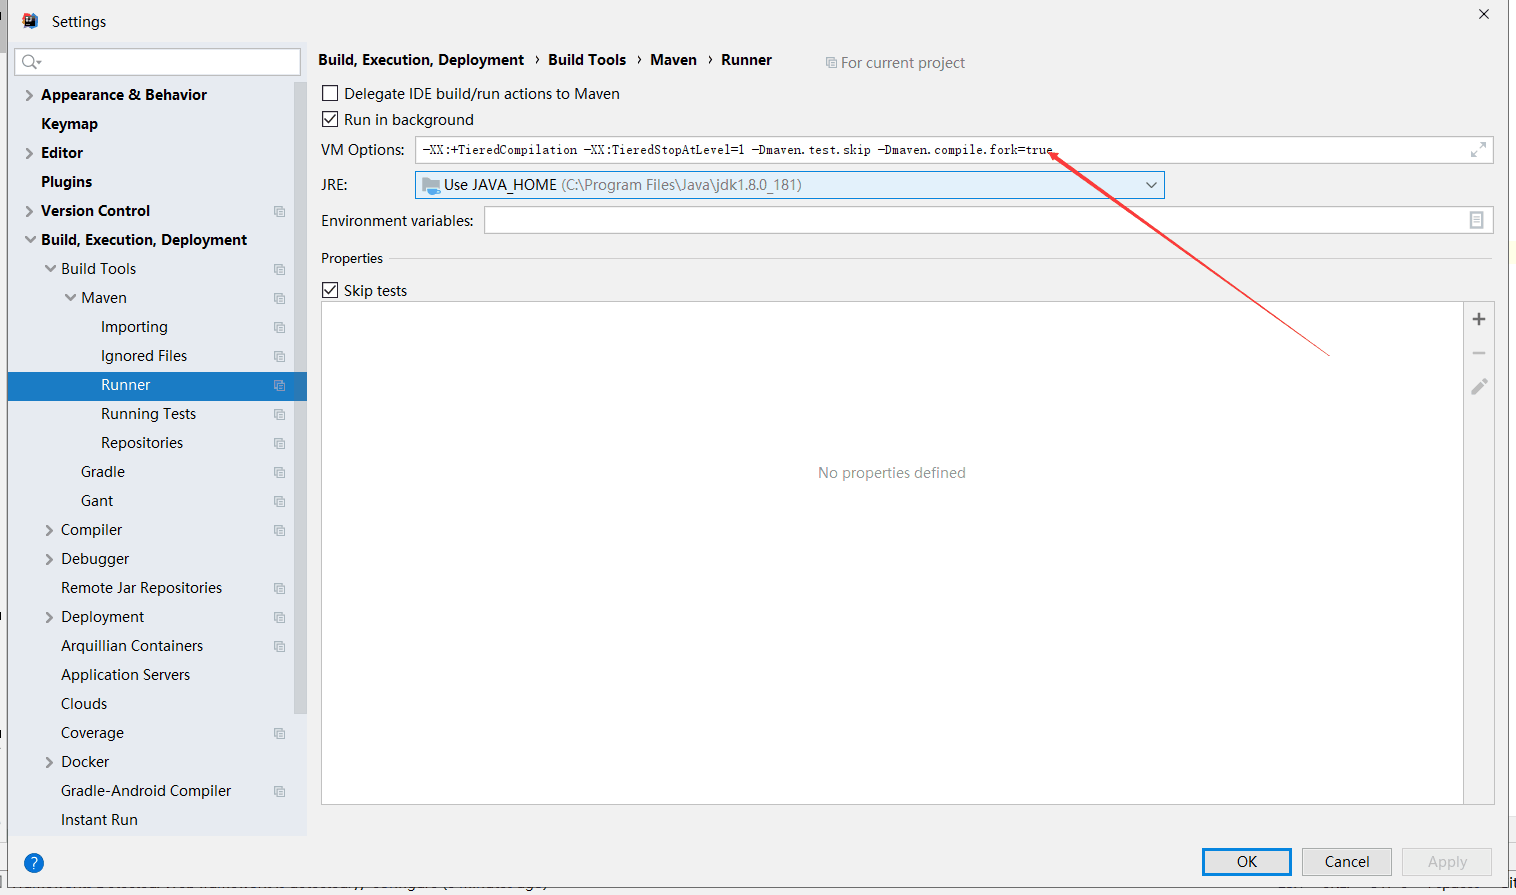 Settings
Appearance & Behavior
Keymap
Editor
Plugins
Version Control
Build, Execution, Deployment
Build Tools
Maven
Importing
Ignored Files
Runner
Running Tests
Repositories
Gradle
Gant
Compiler
Debugger
Remote Jar Repositories
Deployment
Arquillian Containers
Application Servers
Clouds
Coverage
Docker
Gradle-Android Compiler
Instant Run
Build, Execution, Deployment › Build Tools › Maven › Runner For current project
Delegate IDE build/run actions to Maven
Run in background
VM Options: -XX:+TieredCompilation -XX:TieredStopAtLevel=1 -Dmaven.test.skip -Dmaven.compile.fork=true
JRE: Use JAVA_HOME (C:\Program Files\Java\jdk1.8.0_181)
Environment variables:
Properties
Skip tests
No properties defined
? OK Cancel Apply